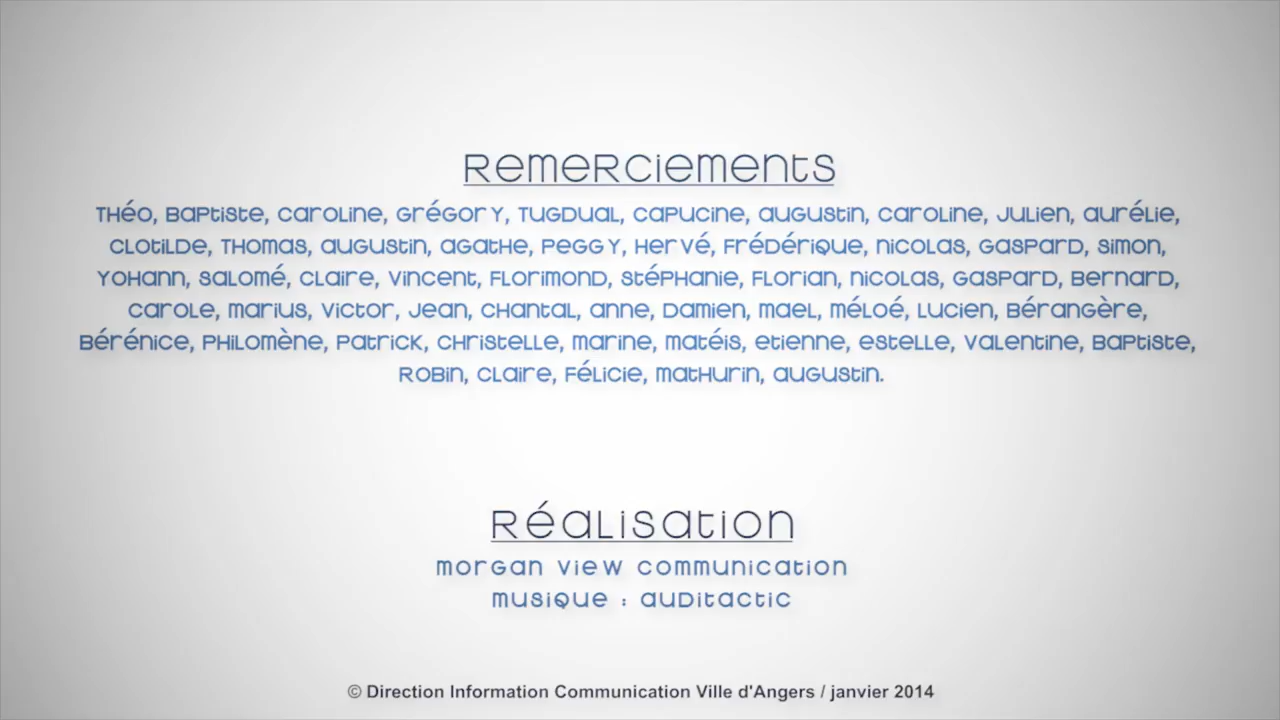 Remerciements
Théo, Baptiste, Caroline, Grégory, Tugdual, Capucine, Augustin, Caroline, Julien, Aurélie,
Clotilde, Thomas, Augustin, Agathe, Peggy, Hervé, Frédérique, Nicolas, Gaspard, Simon,
Yohann, Salomé, Claire, Vincent, Florimond, Stéphanie, Florian, Nicolas, Gaspard, Bernard,
Carole, Marius, Victor, Jean, Chantal, Anne, Damien, Mael, Méloé, Lucien, Bérangère,
Bérénice, Philomène, Patrick, Christelle, Marine, Matéis, Etienne, Estelle, Valentine, Baptiste,
Robin, Claire, Félicie, Mathurin, Augustin.
Réalisation
Morgan View Communication
Musique : Auditactic
© Direction Information Communication Ville d'Angers / janvier 2014